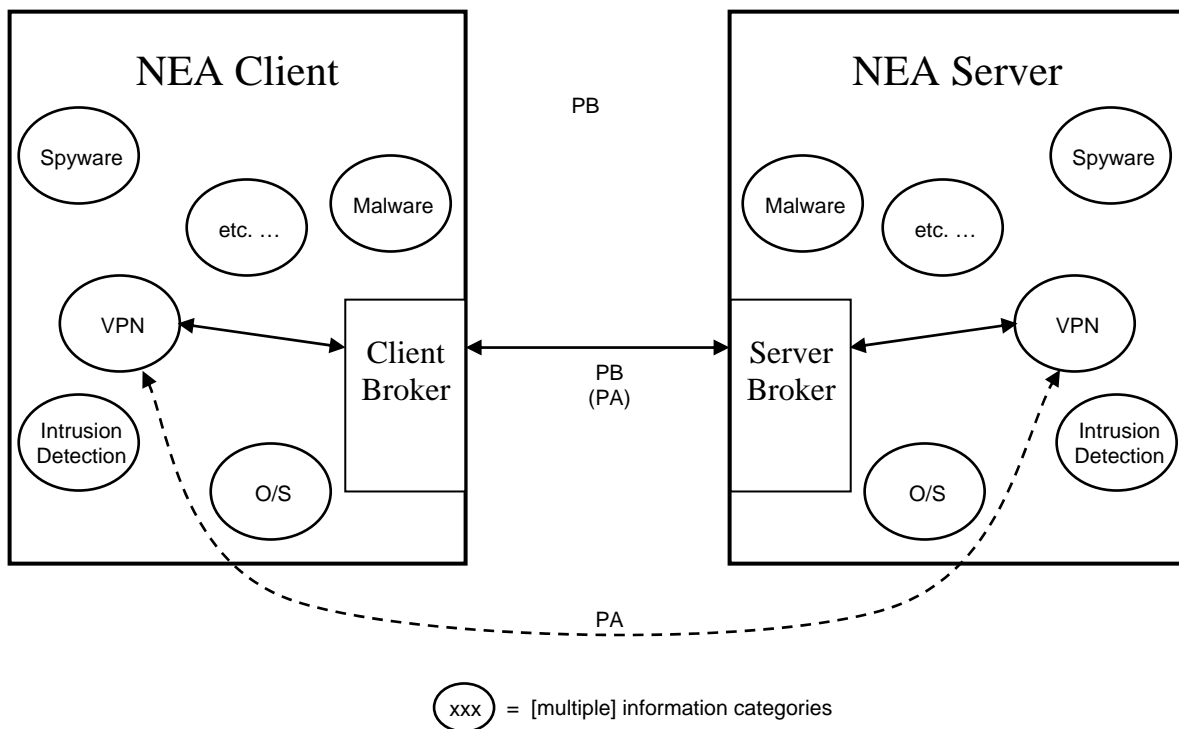 NEA Client
NEA Server
PB
Spyware
Malware
etc. …
VPN
Client
Broker
Intrusion
Detection
O/S
PB
(PA)
Malware
etc. …
Spyware
Server
Broker
VPN
Intrusion
Detection
O/S
PA
xxx = [multiple] information categories